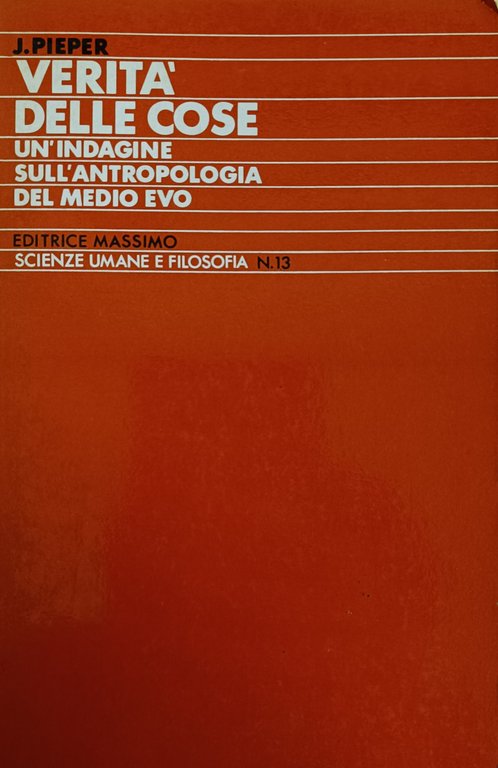 J. PIEPER
VERITA'
DELLE COSE
UN'INDAGINE
SULL'ANTROPOLOGIA
DEL MEDIO EVO
EDITRICE MASSIMO
SCIENZE UMANE E FILOSOFIA N.13